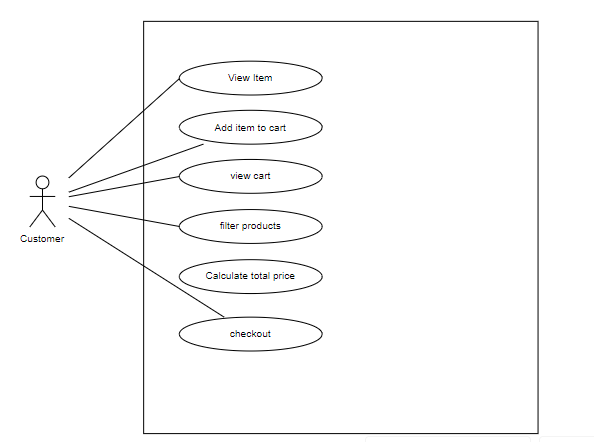 View Item
Add item to cart
view cart
filter products
Customer
Calculate total price
checkout